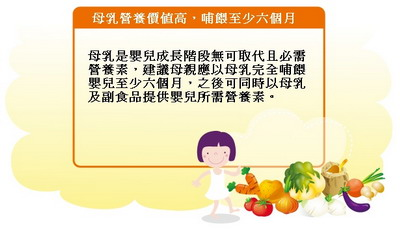 母乳營養價值高，哺餵至少六個月
母乳是嬰兒成長階段無可取代且必需
營養素，建議母親應以母乳完全哺餵
嬰兒至少六個月，之後可同時以母乳
及副食品提供嬰兒所需營養素。